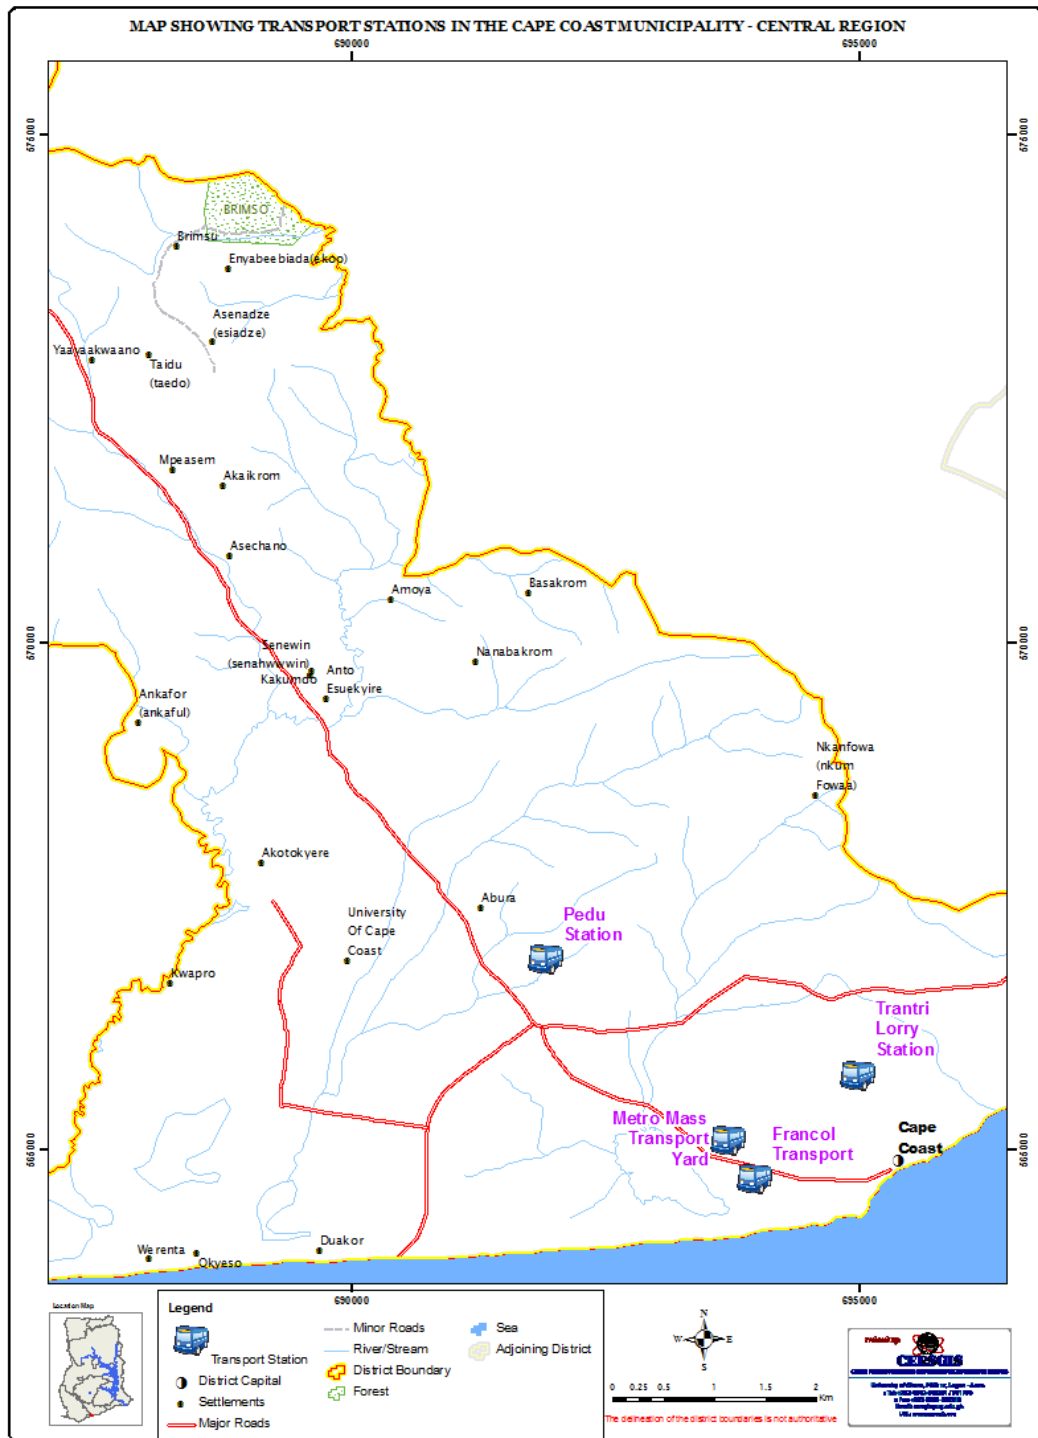 MAP SHOWING TRANSPORT STATIONS IN THE CAPE COAST MUNICIPALITY - CENTRAL REGION
690000
695000
676000
676000
BRIMSO
Brimsu
Enyabeebiada(ekoo)
Asenadze
(esiadze)
Yaayaakwaano
Taidu
(taedo)
Mpeasem
Akaikrom
Asechano
Amoya
Basakrom
670000
670000
Senewin
(senahwwwin)
Kakumdo
Anto
Esuekyire
Nanabakrom
Ankafor
(ankaful)
Nkanfowa
(nkum
Fowaa)
Akotokyere
Abura
University
Of Cape
Coast
Pedu
Station
Kwapro
Trantri
Lorry
Station
Metro Mass
Transport
Yard
Francol
Transport
Cape
Coast
Duakor
Werenta
Okyeso
690000
695000
Location Map
Legend
Transport Station
District Capital
Settlements
Major Roads
Minor Roads
River/Stream
District Boundary
Forest
Sea
Adjoining District
N
W
E
S
0 0.25 0.5 1 1.5 2
Km
The delineation of the district boundaries is not authoritative
CERSGIS